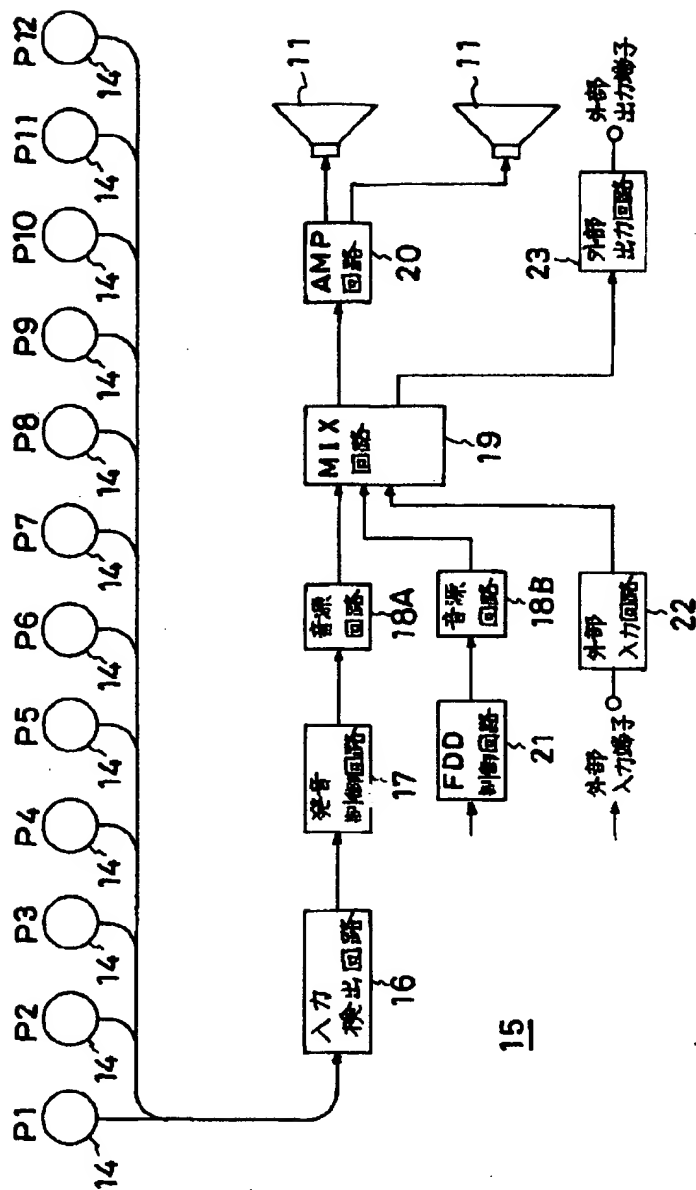 P1
P2
P3
P4
P5
P6
P7
P8
P9
P10
P11
P12
14
14
14
14
14
14
14
14
14
14
14
14
入力
検出回路
16
発音
制御回路
17
音源
回路
18A
MIX
回路
19
AMP
回路
20
11
11
FDD
制御回路
21
音源
回路
18B
外部
入力端子
外部
入力回路
22
外部
出力回路
23
外部
出力端子
15